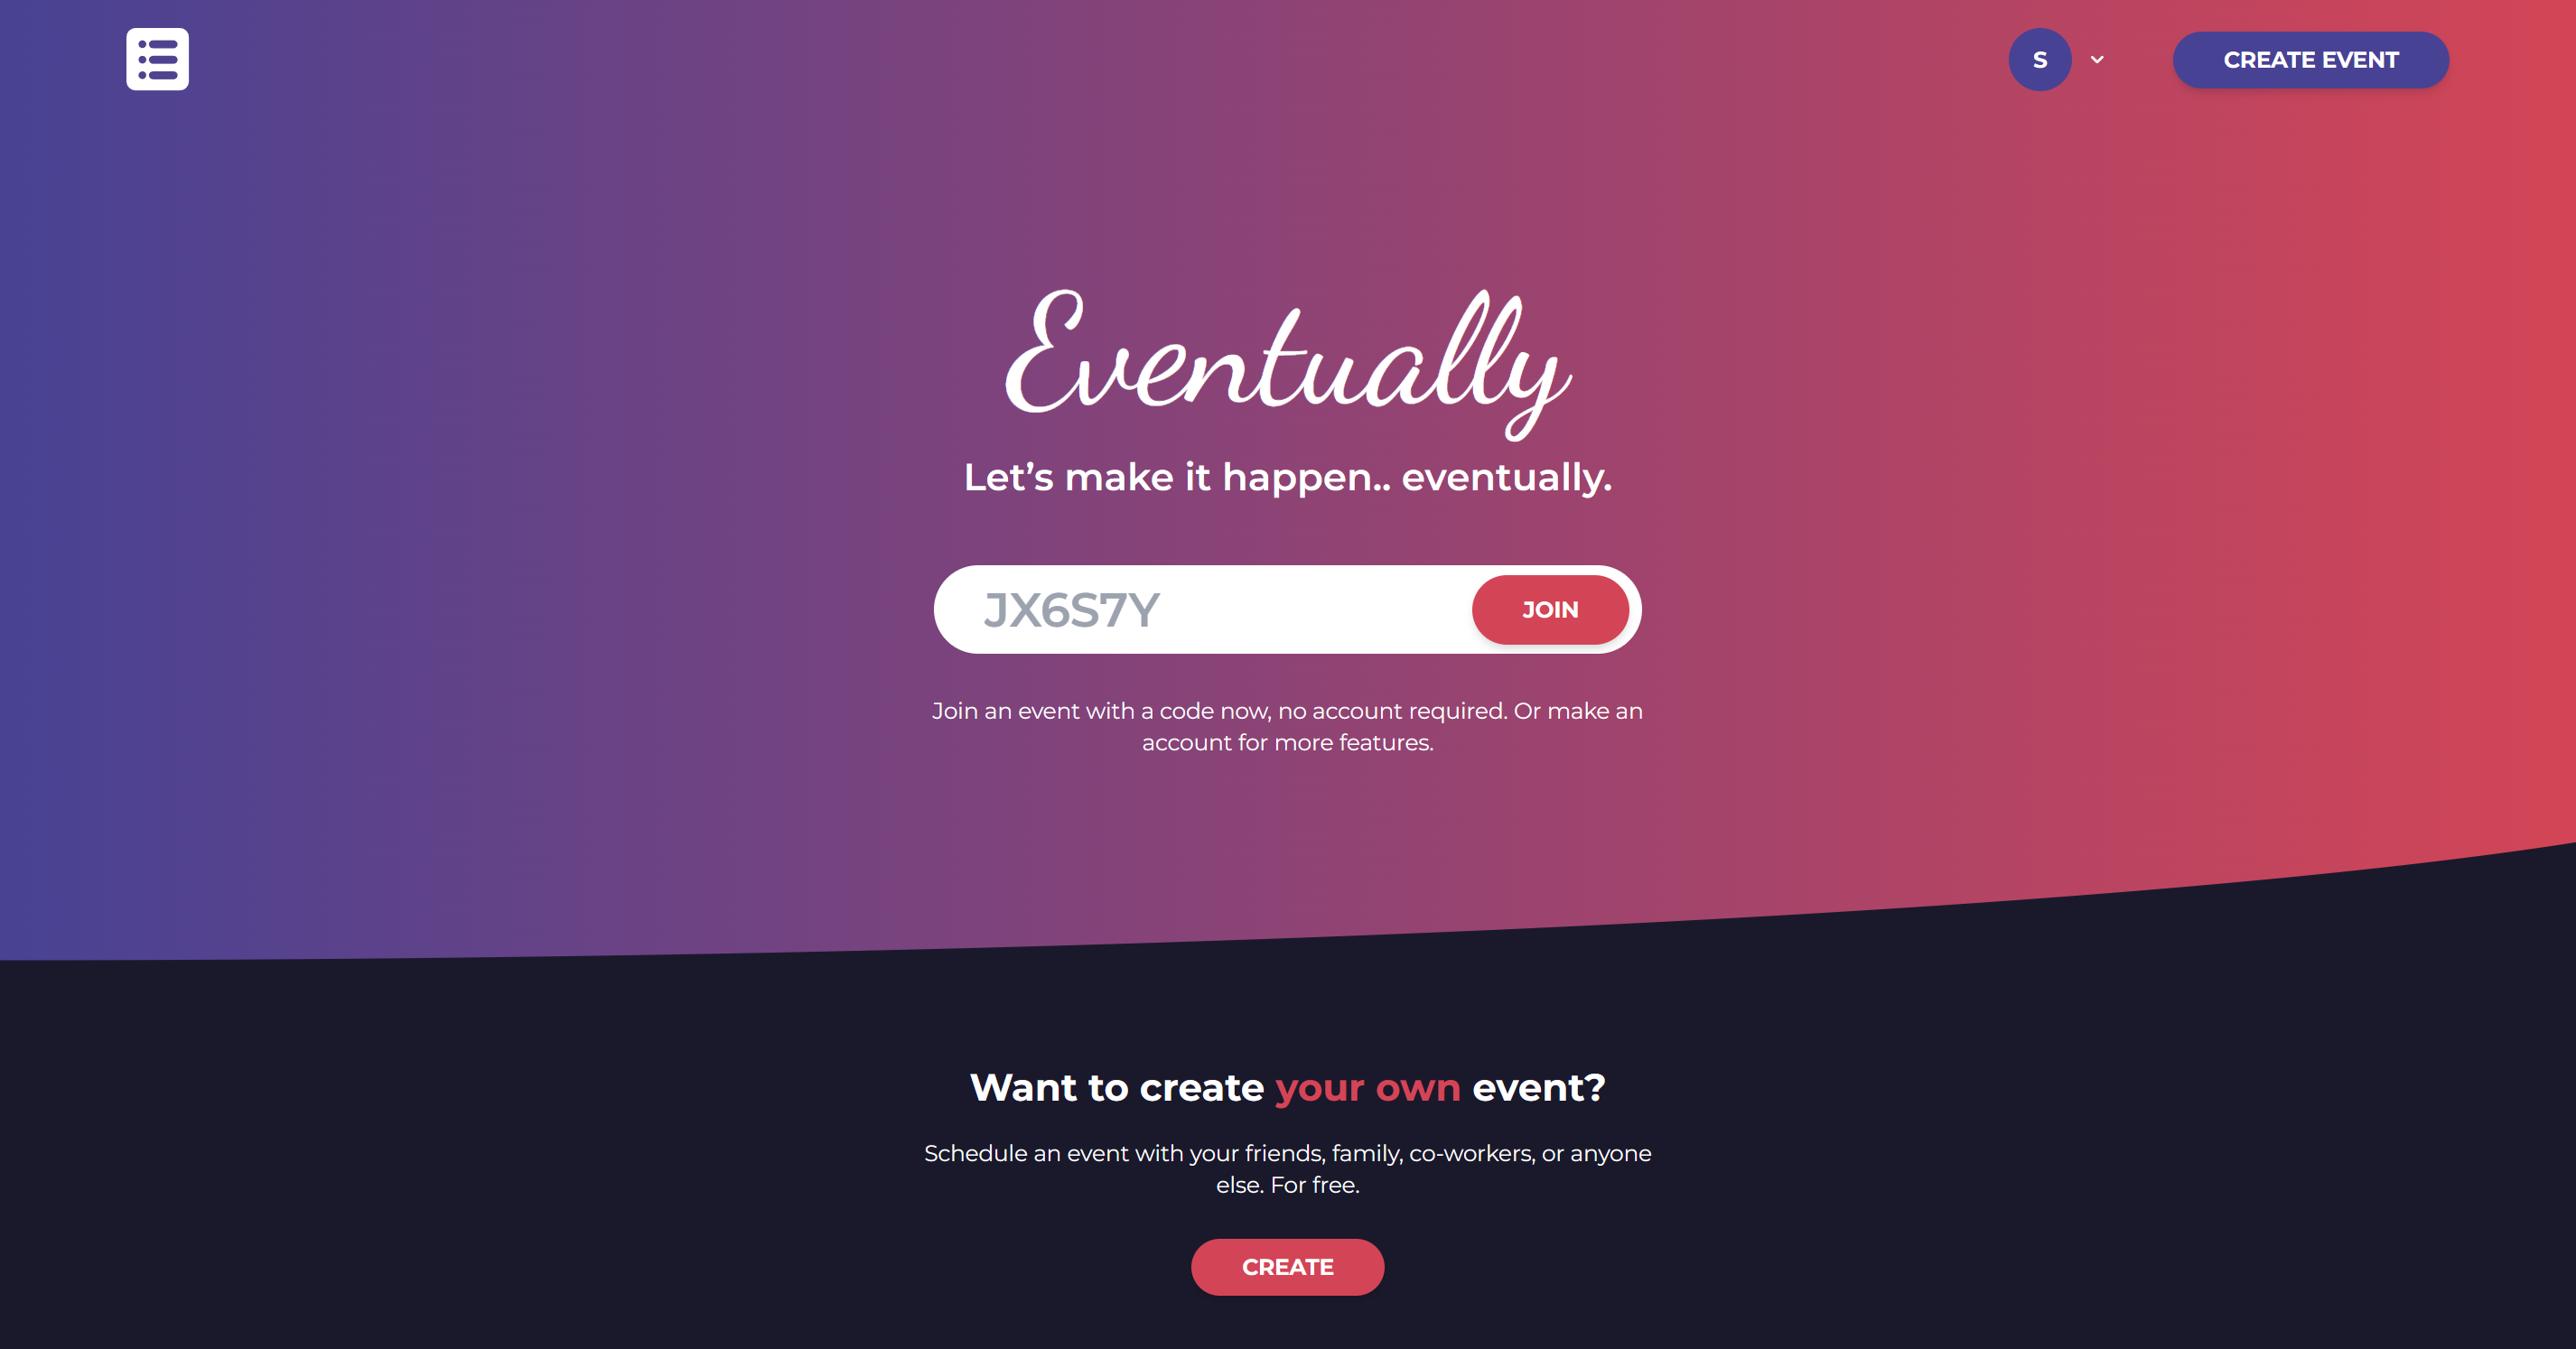 S
CREATE EVENT
Eventually
Let’s make it happen.. eventually.
JX6S7Y
JOIN
Join an event with a code now, no account required. Or make an
account for more features.
Want to create your own event?
Schedule an event with your friends, family, co-workers, or anyone
else. For free.
CREATE